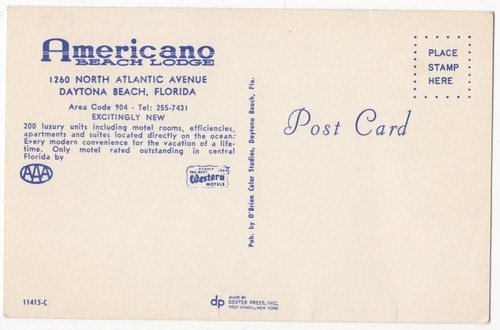 Americano
BEACH LODGE
1260 NORTH ATLANTIC AVENUE
DAYTONA BEACH, FLORIDA
Area Code 904 - Tel: 255-7431
EXCITINGLY NEW
200 luxury units including motel rooms, efficiencies,
apartments and suites located directly on the ocean.
Every modern convenience for the vacation of a life-
time. Only motel rated outstanding in central
Florida by
AAA
Western
MOTELS
11415-C
Pub. by O'Brien Color Studios, Daytona Beach, Fla.
dp
MADE BY
DEXTER PRESS, INC.
WEST NYACK, NEW YORK
Post Card
PLACE
STAMP
HERE